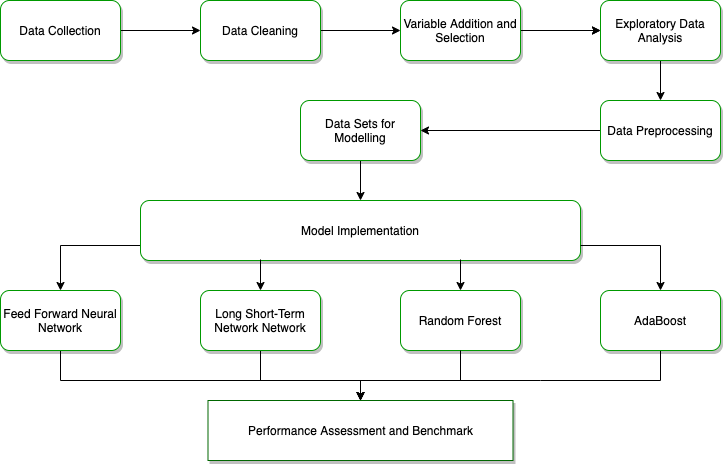 Data Collection
Data Cleaning
Variable Addition and
Selection
Exploratory Data
Analysis
Data Sets for
Modelling
Data Preprocessing
Model Implementation
Feed Forward Neural
Network
Long Short-Term
Network Network
Random Forest
AdaBoost
Performance Assessment and Benchmark